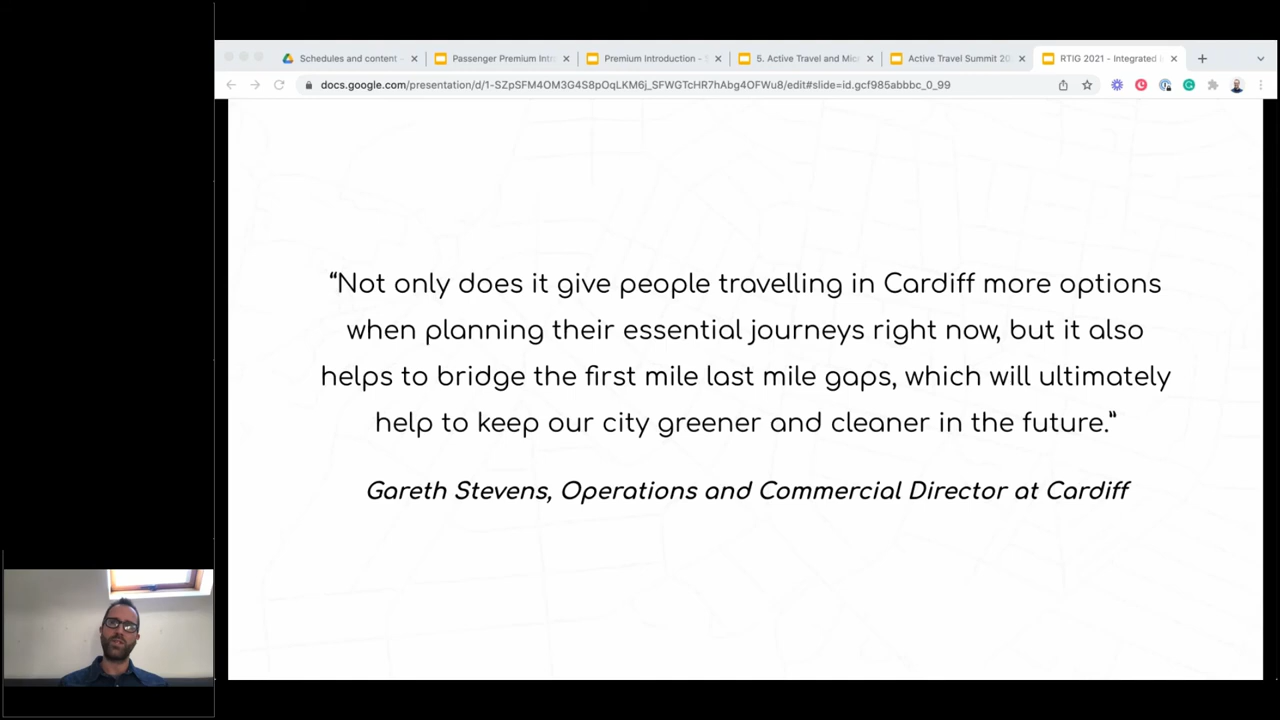 Schedules and content -
Passenger Premium Intr
Premium Introduction - S
5. Active Travel and Mic
Active Travel Summit 20
RTIG 2021 - Integrated
docs.google.com/presentation/d/1-SZpSFM4OM3G4S8pOqLKM6j_SFWGTcHR7hAbg4OFWu8/edit#slide=id.gcf985abbbc_0_99
“Not only does it give people travelling in Cardiff more options
when planning their essential journeys right now, but it also
helps to bridge the first mile last mile gaps, which will ultimately
help to keep our city greener and cleaner in the future.”
Gareth Stevens, Operations and Commercial Director at Cardiff